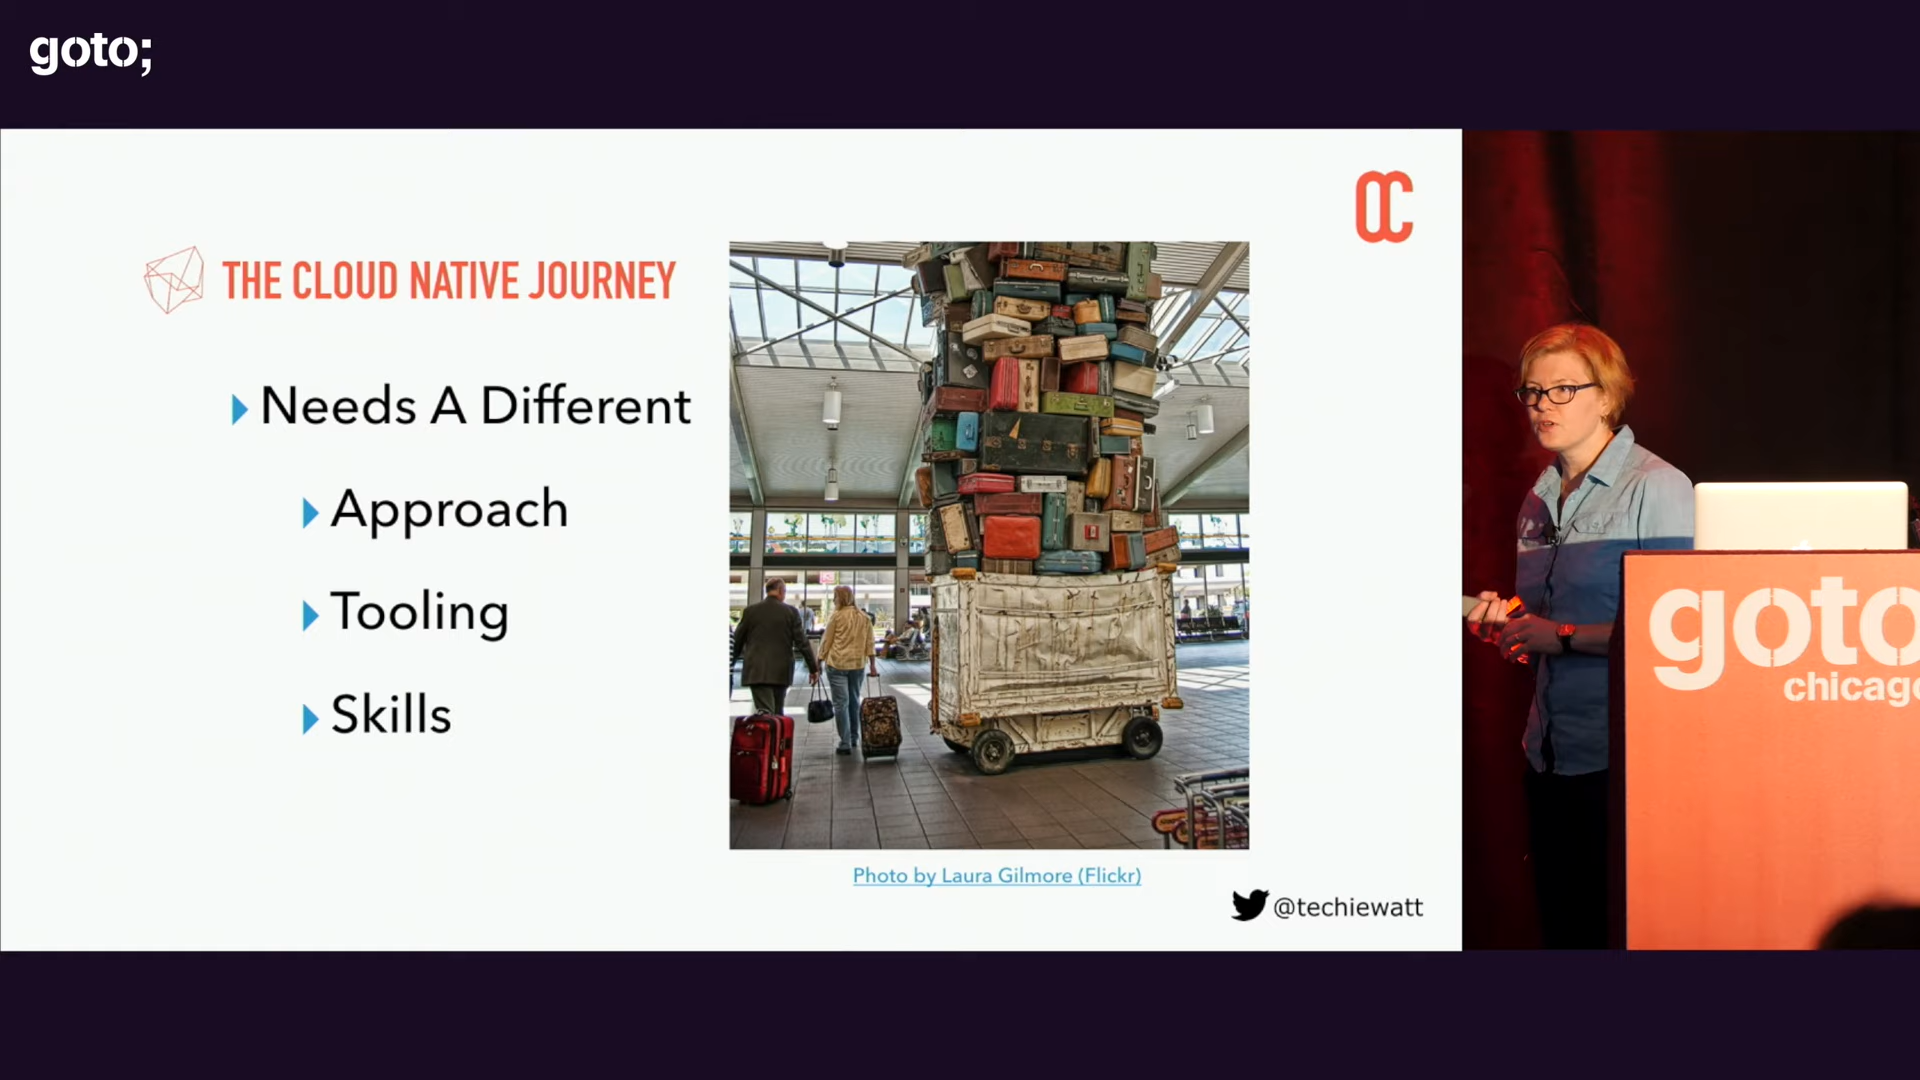 goto;
THE CLOUD NATIVE JOURNEY
Needs A Different
Approach
Tooling
Skills
Photo by Laura Gilmore (Flickr)
@techiewatt
goto
chicago